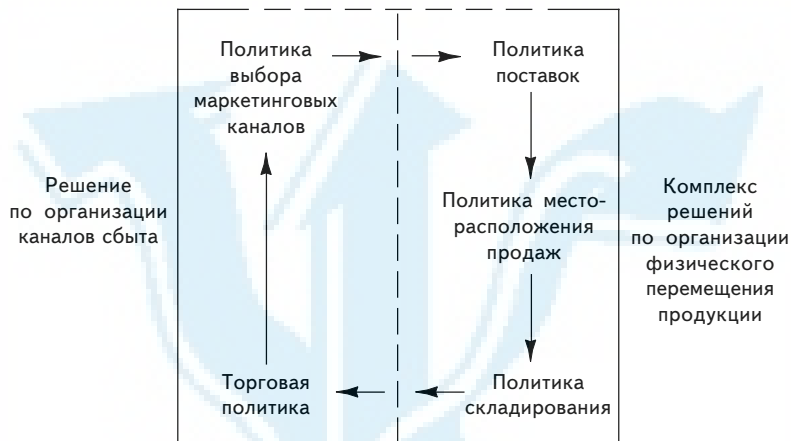 Политика
выбора
маркетинговых
каналов
Политика
поставок
Решение
по организации
каналов сбыта
Политика место-
расположения
продаж
Комплекс
решений
по организации
физического
перемещения
продукции
Торговая
политика
Политика
складирования